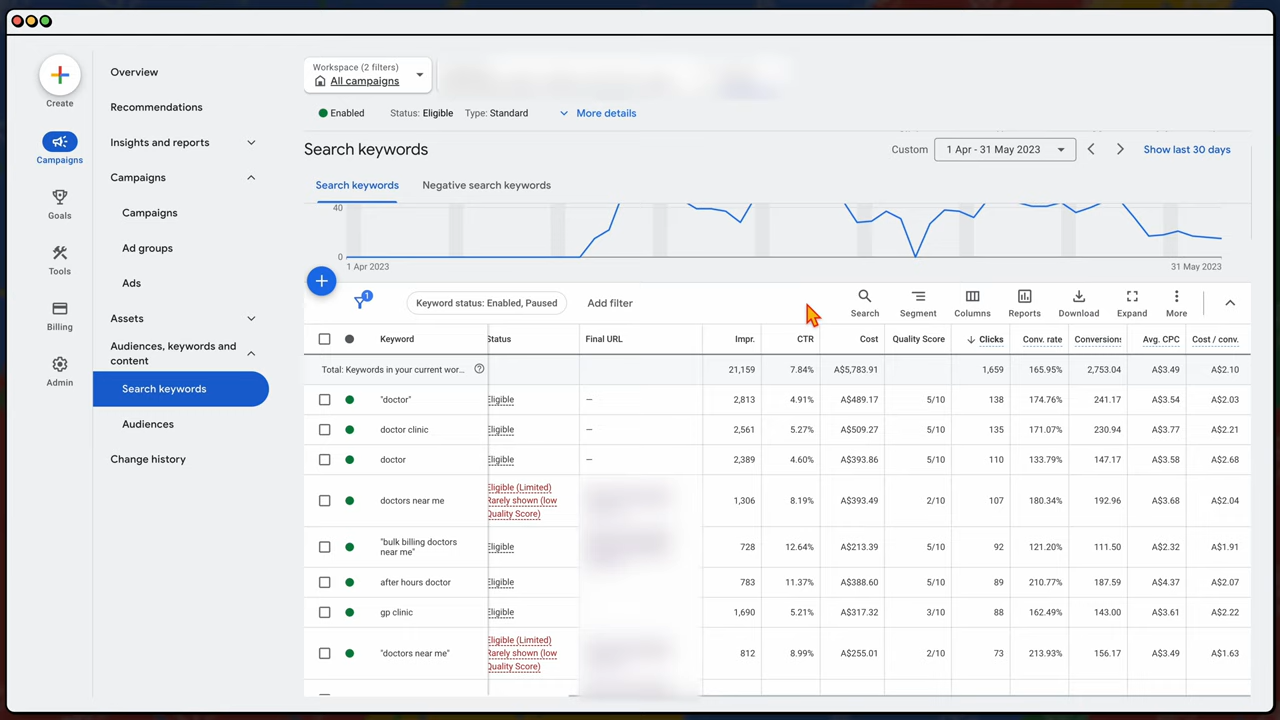 Workspace (2 filters)
All campaigns
Create
Overview
Recommendations
Enabled Status: Eligible Type: Standard More details
Campaigns
Insights and reports
Search keywords
Custom 1 Apr - 31 May 2023 Show last 30 days
Campaigns
Search keywords Negative search keywords
Goals
Campaigns
40
Ad groups
0
Tools
1 Apr 2023 31 May 2023
Ads
1
Keyword status: Enabled, Paused Add filter
Search Segment Columns Reports Download Expand More
Billing
Assets
Audiences, keywords and
content
Admin
Search keywords
Audiences
Change history
Keyword Status Final URL Impr. CTR Cost Quality Score Clicks Conv. rate Conversions Avg. CPC Cost / conv.
Total: Keywords in your current wor... 21,159 7.84% A$5,783.91 1,659 165.95% 2,753.04 A$3.49 A$2.10
"doctor" Eligible – 2,813 4.91% A$489.17 5/10 138 174.76% 241.17 A$3.54 A$2.03
doctor clinic Eligible – 2,561 5.27% A$509.27 5/10 135 171.07% 230.94 A$3.77 A$2.21
doctor Eligible – 2,389 4.60% A$393.86 5/10 110 133.79% 147.17 A$3.58 A$2.68
doctors near me Eligible (Limited) 1,306 8.19% A$393.49 2/10 107 180.34% 192.96 A$3.68 A$2.04
Rarely shown (low
Quality Score)
"bulk billing doctors
near me" Eligible 728 12.64% A$213.39 5/10 92 121.20% 111.50 A$2.32 A$1.91
after hours doctor Eligible 783 11.37% A$388.60 5/10 89 210.77% 187.59 A$4.37 A$2.07
gp clinic Eligible 1,690 5.21% A$317.32 3/10 88 162.49% 143.00 A$3.61 A$2.22
"doctors near me" Eligible (Limited) 812 8.99% A$255.01 2/10 73 213.93% 156.17 A$3.49 A$1.63
Rarely shown (low
Quality Score)